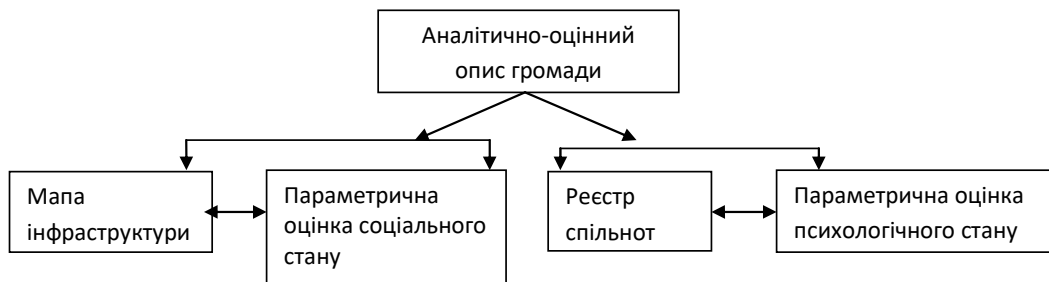 Аналітично-оцінний
опис громади
Мапа
інфраструктури
Параметрична
оцінка соціального
стану
Реєстр
спільнот
Параметрична оцінка
психологічного стану